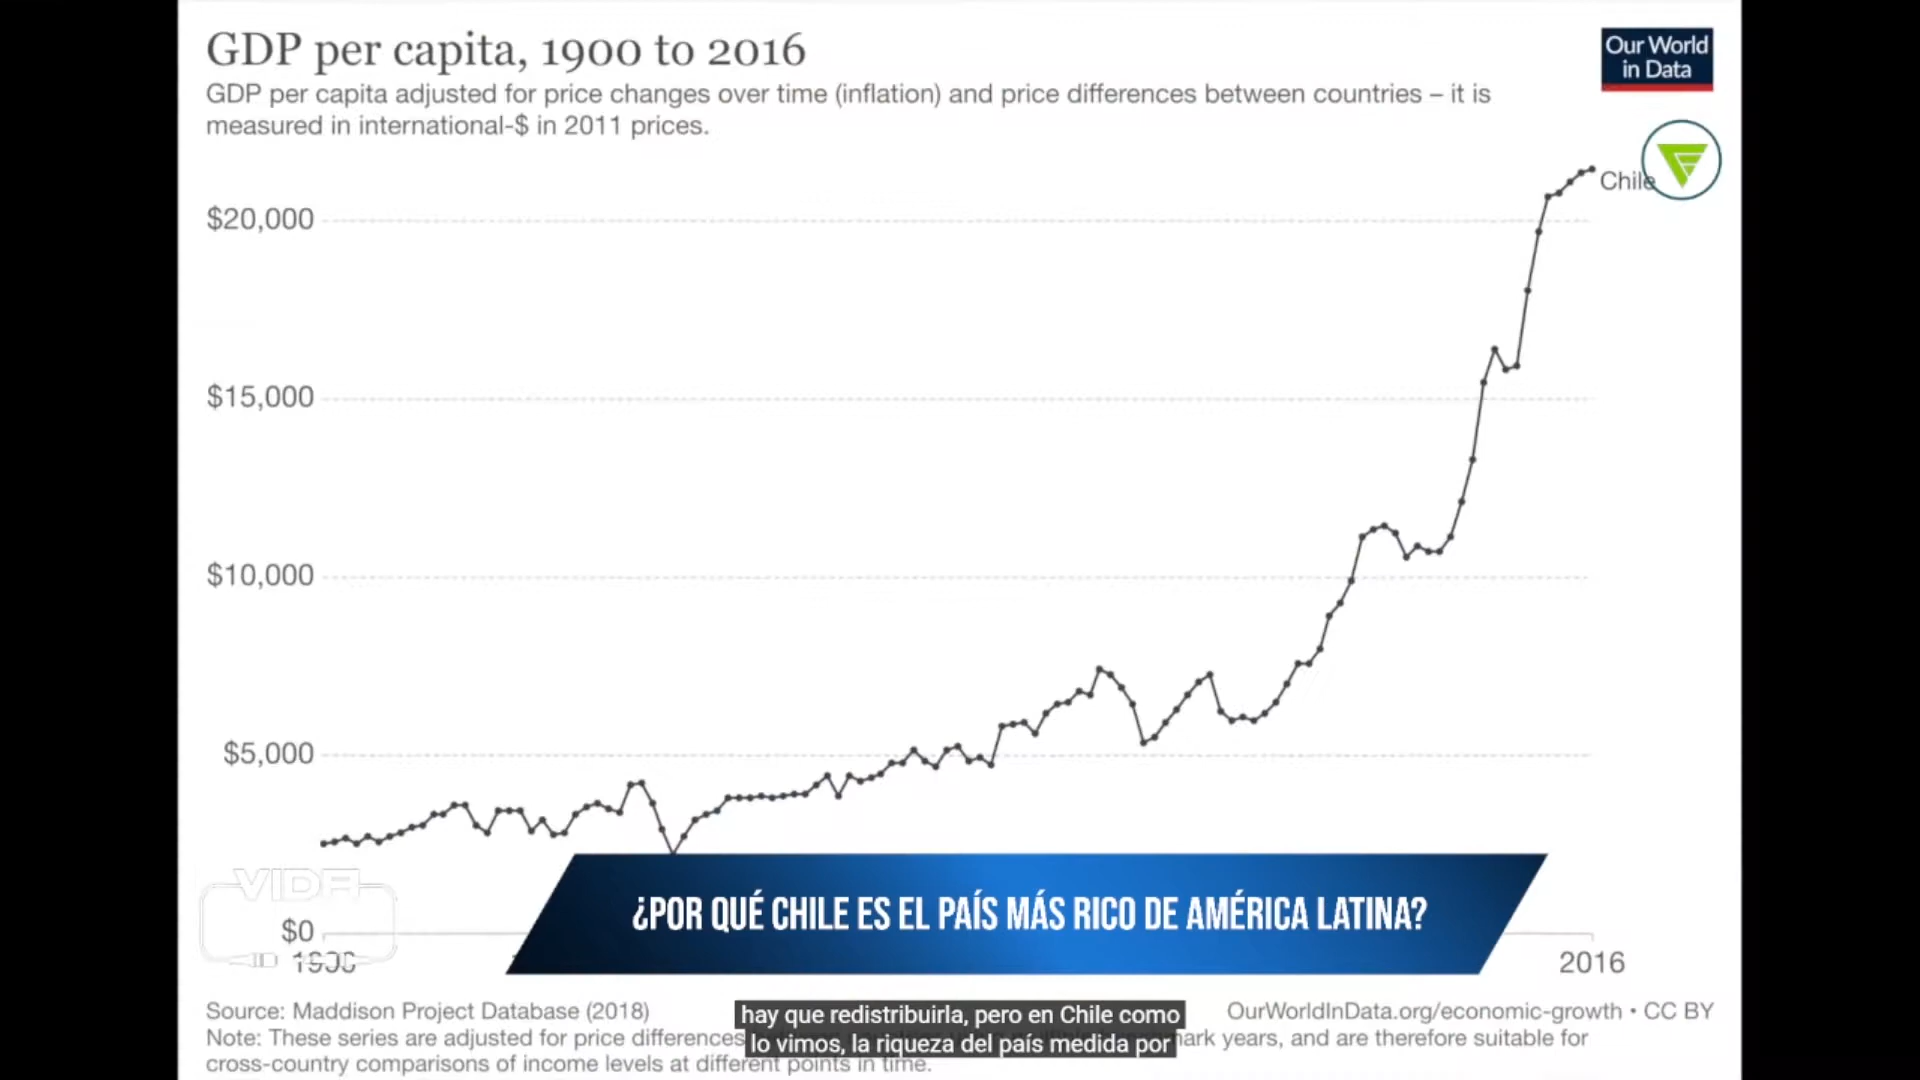 GDP per capita, 1900 to 2016
Our World
in Data
GDP per capita adjusted for price changes over time (inflation) and price differences between countries – it is
measured in international-$ in 2011 prices.
Chile
$20,000
$15,000
$10,000
$5,000
VIDA
$0
¿POR QUÉ CHILE ES EL PAÍS MÁS RICO DE AMÉRICA LATINA?
1900
2016
Source: Maddison Project Database (2018)
OurWorldInData.org/economic-growth • CC BY
hay que redistribuirla, pero en Chile como
lo vimos, la riqueza del país medida por
Note: These series are adjusted for price differences
years, and are therefore suitable for
cross-country comparisons of income levels at different points in time.